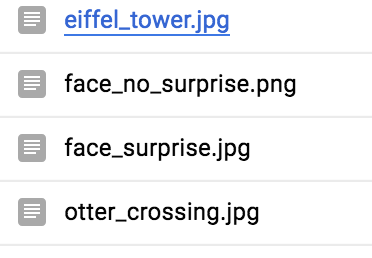 eiffel_tower.jpg
face_no_surprise.png
face_surprise.jpg
otter_crossing.jpg